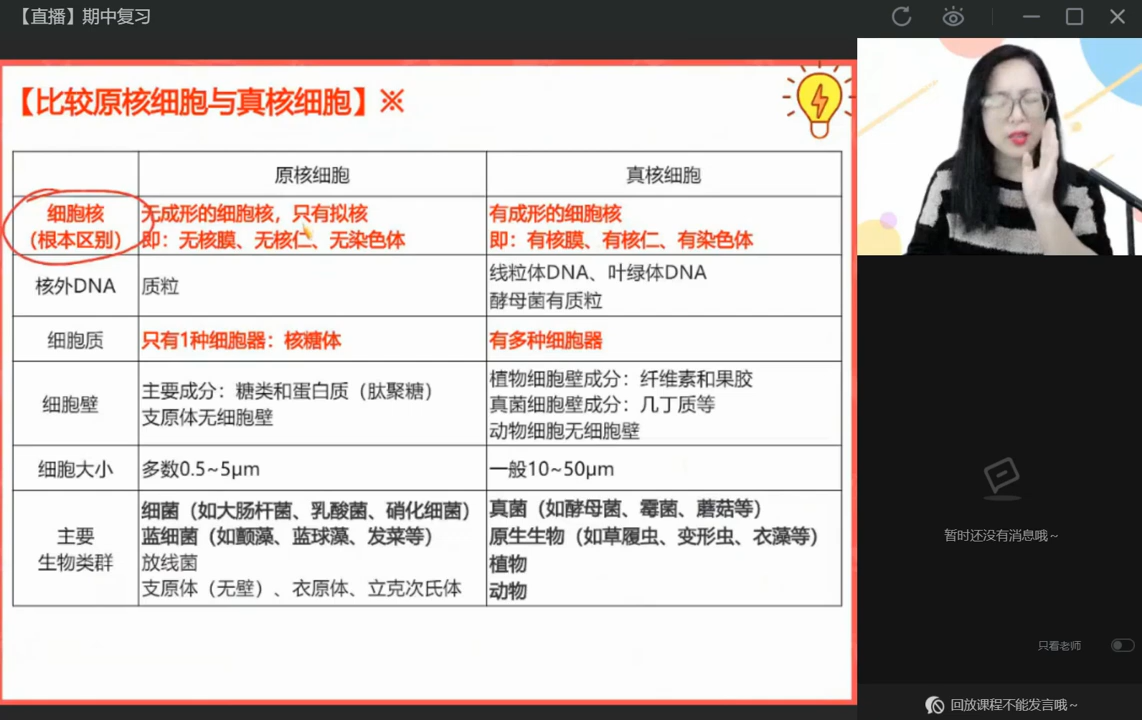 【直播】期中复习
【比较原核细胞与真核细胞】※
原核细胞
真核细胞
细胞核
（根本区别）
无成形的细胞核，只有拟核
即：无核膜、无核仁、无染色体
有成形的细胞核
即：有核膜、有核仁、有染色体
核外DNA
质粒
线粒体DNA、叶绿体DNA
酵母菌有质粒
细胞质
只有1种细胞器：核糖体
有多种细胞器
细胞壁
主要成分：糖类和蛋白质（肽聚糖）
支原体无细胞壁
植物细胞壁成分：纤维素和果胶
真菌细胞壁成分：几丁质等
动物细胞无细胞壁
细胞大小
多数0.5~5μm
一般10~50μm
主要
生物类群
细菌（如大肠杆菌、乳酸菌、硝化细菌）
蓝细菌（如颤藻、蓝球藻、发菜等）
放线菌
支原体（无壁）、衣原体、立克次氏体
真菌（如酵母菌、霉菌、蘑菇等）
原生生物（如草履虫、变形虫、衣藻等）
植物
动物
暂时还没有消息哦～
只看老师
回放课程不能发言哦～